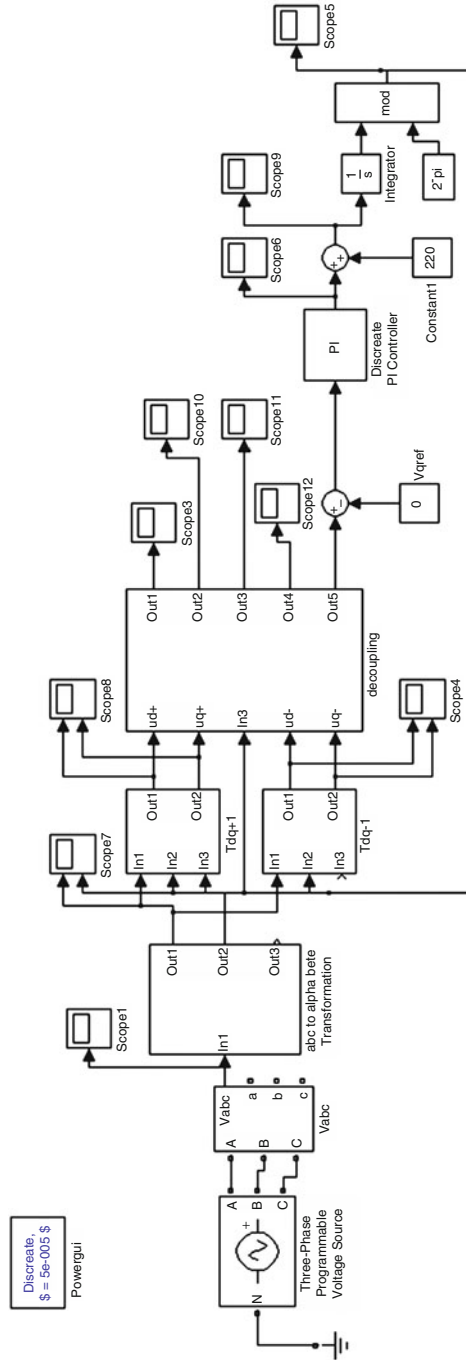 Discreate,
$ = 5e-005 $
Powergui
N
A
B
C
+
Three-Phase
Programmable
Voltage Source
A
B
C
Vabc
a
b
c
Vabc
Scope1
In1
Out1
Out2
Out3
abc to alpha bete
Transformation
Scope7
In1
In2
In3
Out1
Out2
Tdq+1
In1
In2
In3
Out1
Out2
Tdq-1
Scope8
Scope4
ud+
uq+
In3
ud-
uq-
Out1
Out2
Out3
Out4
Out5
decoupling
Scope3
Scope10
Scope11
Scope12
+
-
0
Vqref
PI
Discreate
PI Controller
Scope6
+
+
220
Constant1
Scope9
1
s
Integrator
2*pi
mod
Scope5